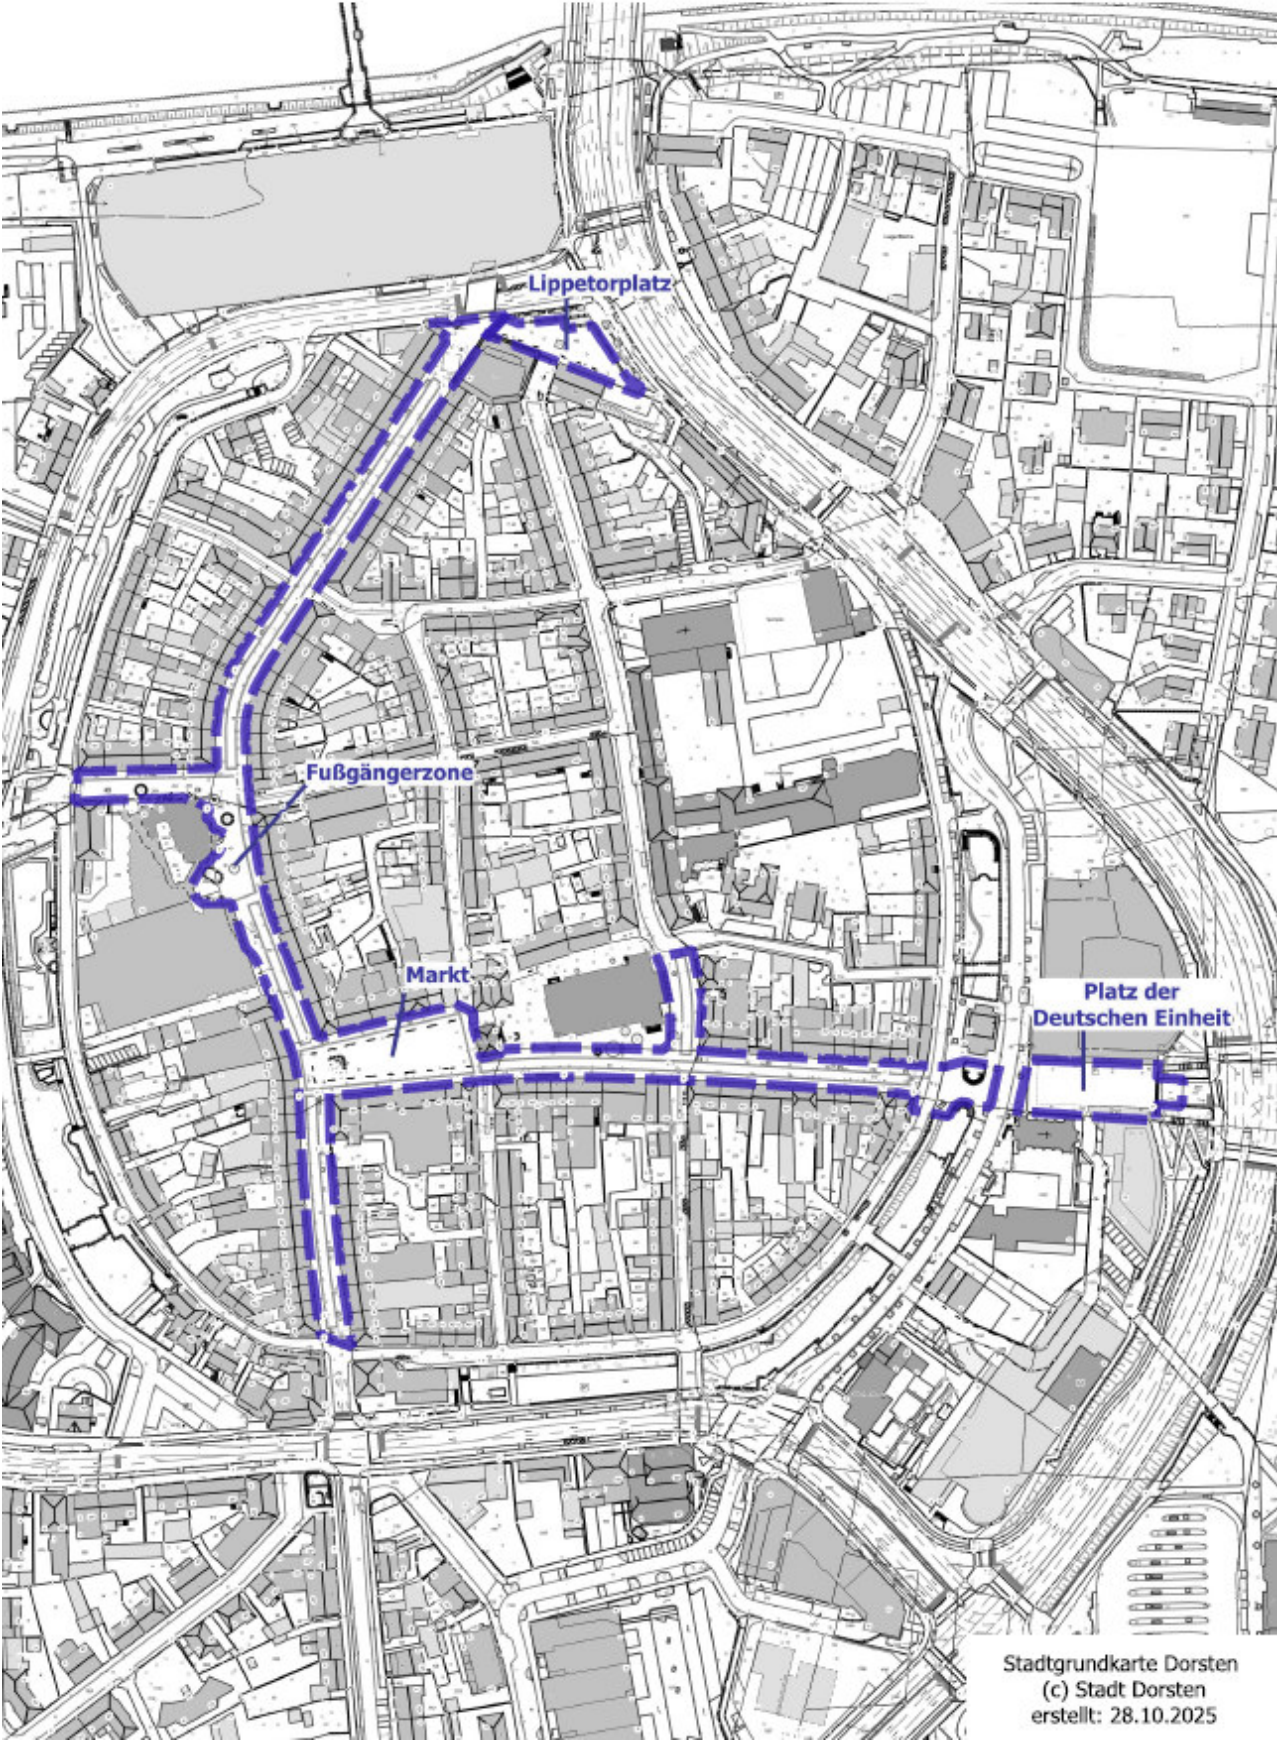 Lippetorplatz
Fußgängerzone
Markt
Platz der
Deutschen Einheit
Stadtgrundkarte Dorsten
(c) Stadt Dorsten
erstellt: 28.10.2025